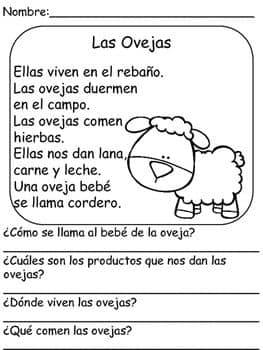 Nombre:
Las Ovejas
Ellas viven en el rebaño.
Las ovejas duermen
en el campo.
Las ovejas comen
hierbas.
Ellas nos dan lana,
carne y leche.
Una oveja bebé
se llama cordero.
¿Cómo se llama al bebé de la oveja?
¿Cuáles son los productos que nos dan las
ovejas?
¿Dónde viven las ovejas?
¿Qué comen las ovejas?